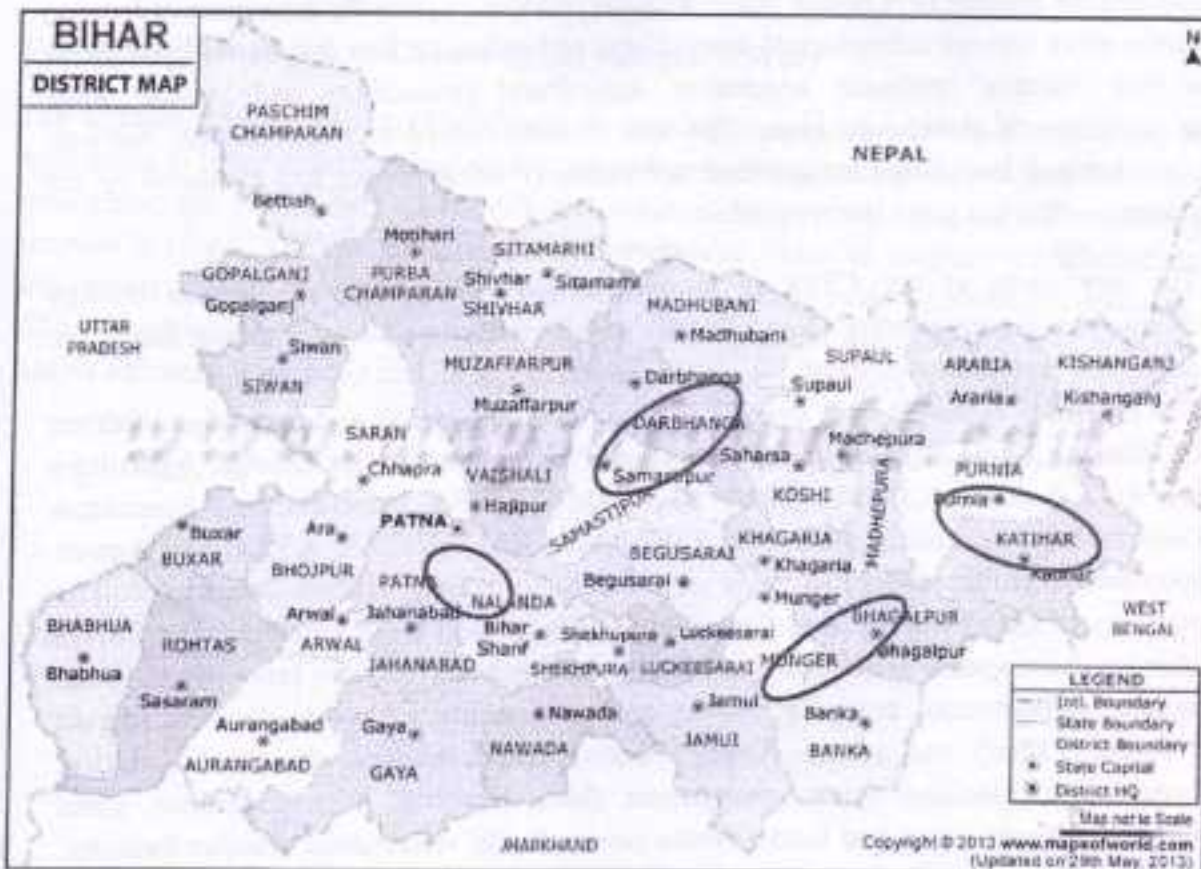 BIHAR
DISTRICT MAP
N
PASCHIM
CHAMPARAN
NEPAL
Bettiah
Motihari
SITAMARHI
GOPALGANJ
PURBA
CHAMPARAN
Shivhar
Sitamarhi
Gopalganj
SHIVHAR
MADHUBANI
UTTAR
PRADESH
Siwan
Madhubani
SUPAUL
MUZAFFARPUR
ARARIA
KISHANGANJ
SIWAN
Darbhanga
Supaul
Muzaffarpur
Araria
Kishanganj
DARBHANGA
SARAN
Madhepura
Chhapra
VAISHALI
Samastipur
Saharsa
PURNIA
KOSHI
Hajipur
Purnia
PATNA
SAMASTIPUR
MADHEPURA
Buxar
Ara
KHAGARIA
KATIHAR
BUXAR
BEGUSARAI
Khagaria
Katihar
BHOJPUR
PATNA
Begusarai
NALANDA
Munger
BHAGALPUR
WEST
BENGAL
Arwal
Jahanabad
BHABHUA
ROHTAS
ARWAL
Bihar
Sharif
Shekhupura
Luckeesarai
Bhagalpur
Bhabhua
JAHANABAD
SHEKHPURA
LUCKEESARAI
MUNGER
Sasaram
Aurangabad
Gaya
Nawada
Jamui
Banka
AURANGABAD
GAYA
NAWADA
JAMUI
BANKA
LEGEND
Intl. Boundary
State Boundary
District Boundary
State Capital
District HQ
Map not to Scale
JHARKHAND
Copyright © 2013 www.mapsofworld.com
(Updated on 29th May, 2013)